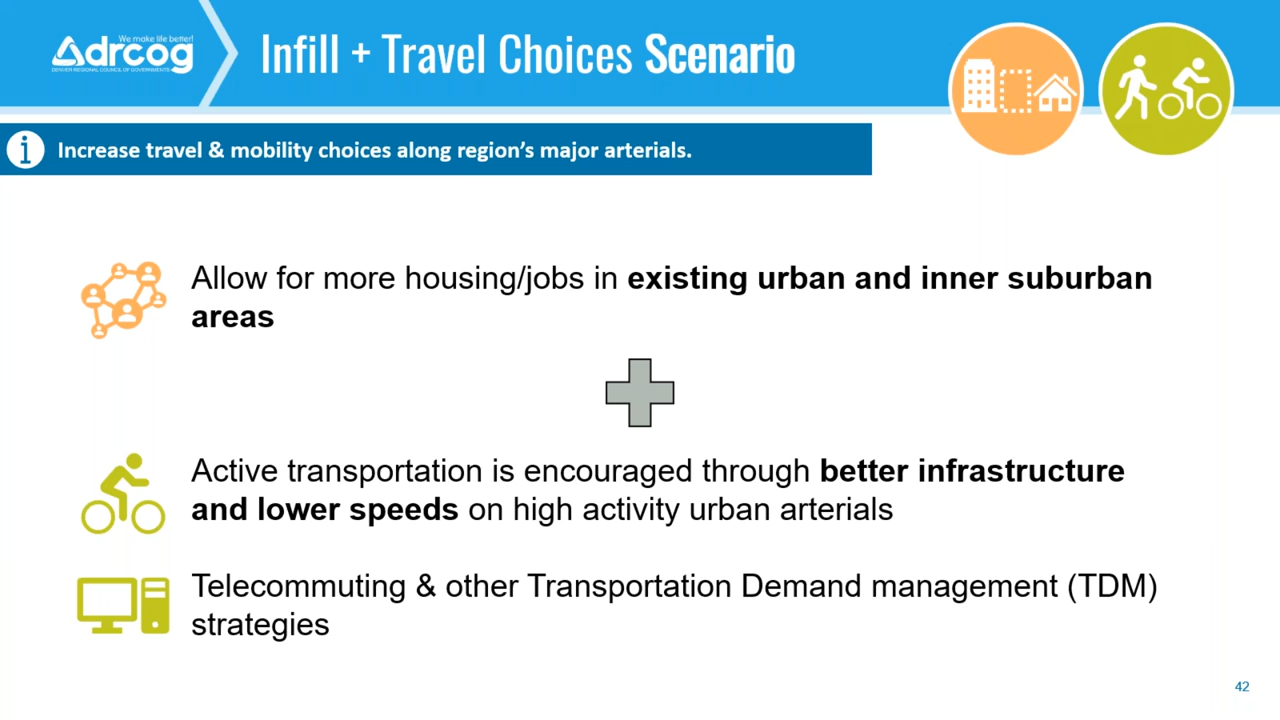 We make life better!
drcog
DENVER REGIONAL COUNCIL OF GOVERNMENTS
Infill + Travel Choices Scenario
Increase travel & mobility choices along region's major arterials.
Allow for more housing/jobs in existing urban and inner suburban
areas
Active transportation is encouraged through better infrastructure
and lower speeds on high activity urban arterials
Telecommuting & other Transportation Demand management (TDM)
strategies
42